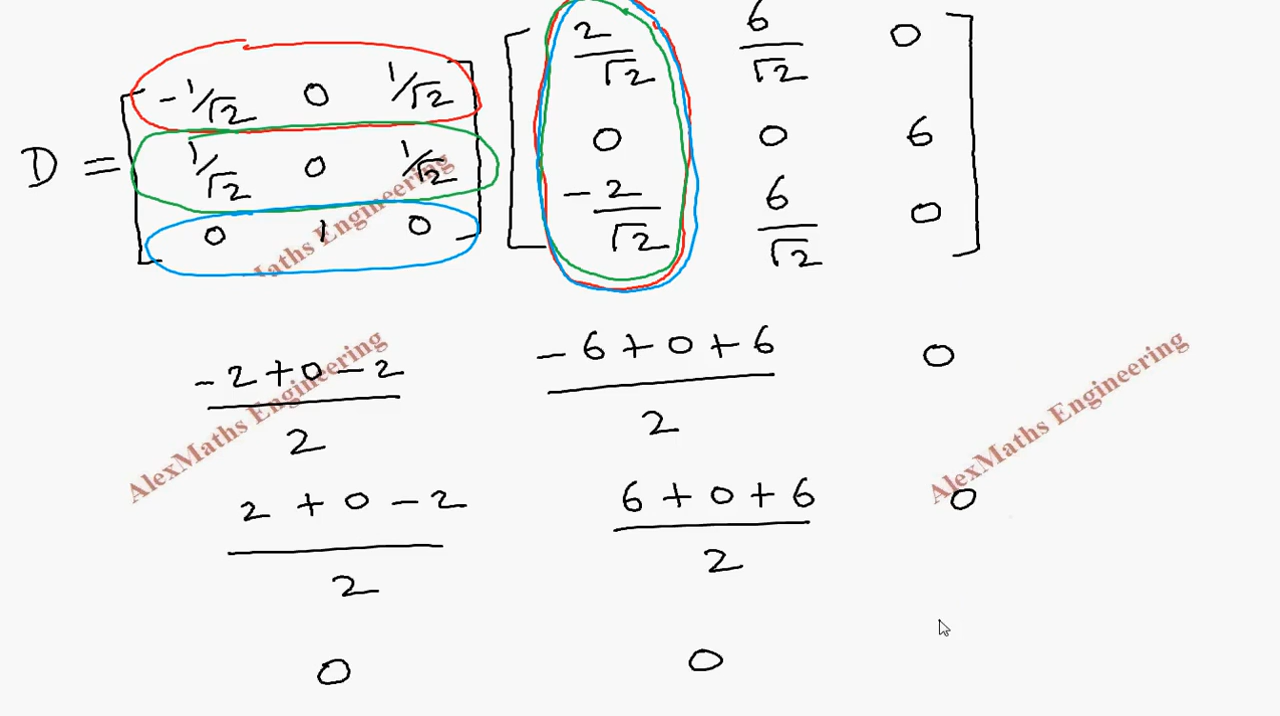 2/√2 6/√2 0
-1/√2 0 1/√2
D = 1/√2 0 1/√2 0 0 6
0 1 0 -2/√2 6/√2 0
AlexMaths Engineering
-2+0-2/2 -6+0+6/2 0
AlexMaths Engineering
AlexMaths Engineering
2+0-2/2 6+0+6/2 0
0 0